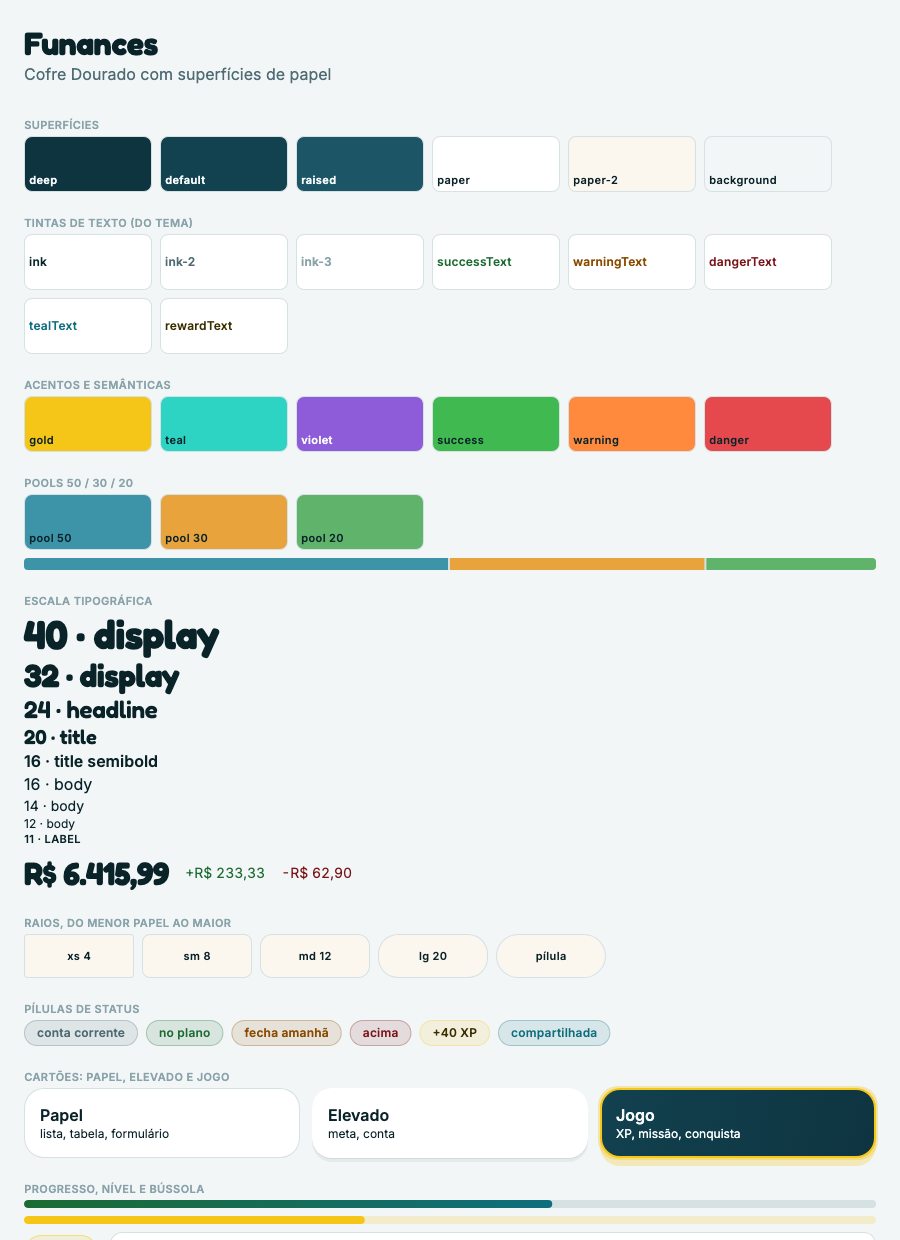 Funances
Cofre Dourado com superfícies de papel
SUPERFÍCIES
deep
default
raised
paper
paper-2
background
TINTAS DE TEXTO (DO TEMA)
ink
ink-2
ink-3
successText
warningText
dangerText
tealText
rewardText
ACENTOS E SEMÂNTICAS
gold
teal
violet
success
warning
danger
POOLS 50 / 30 / 20
pool 50
pool 30
pool 20
ESCALA TIPOGRÁFICA
40 · display
32 · display
24 · headline
20 · title
16 · title semibold
16 · body
14 · body
12 · body
11 · LABEL
R$ 6.415,99 +R$ 233,33 -R$ 62,90
RAIOS, DO MENOR PAPEL AO MAIOR
xs 4
sm 8
md 12
lg 20
pílula
PÍLULAS DE STATUS
conta corrente
no plano
fecha amanhã
acima
+40 XP
compartilhada
CARTÕES: PAPEL, ELEVADO E JOGO
Papel
lista, tabela, formulário
Elevado
meta, conta
Jogo
XP, missão, conquista
PROGRESSO, NÍVEL E BÚSSOLA